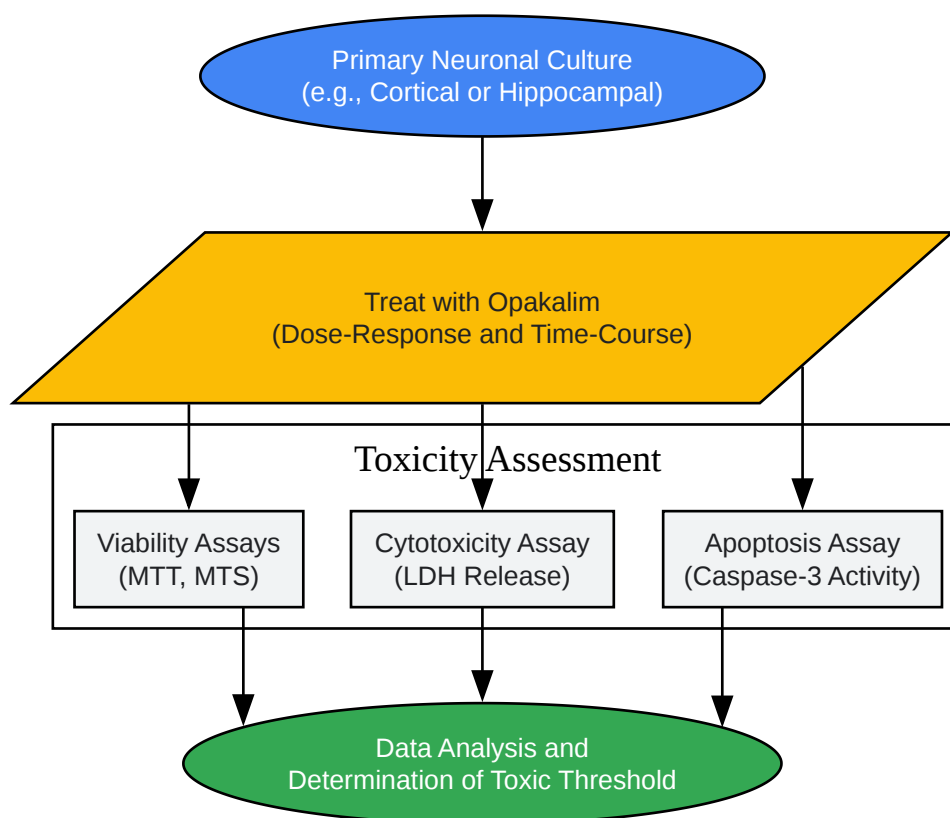 Primary Neuronal Culture
(e.g., Cortical or Hippocampal)
Treat with Opakalim
(Dose-Response and Time-Course)
Toxicity Assessment
Viability Assays
(MTT, MTS)
Cytotoxicity Assay
(LDH Release)
Apoptosis Assay
(Caspase-3 Activity)
Data Analysis and
Determination of Toxic Threshold